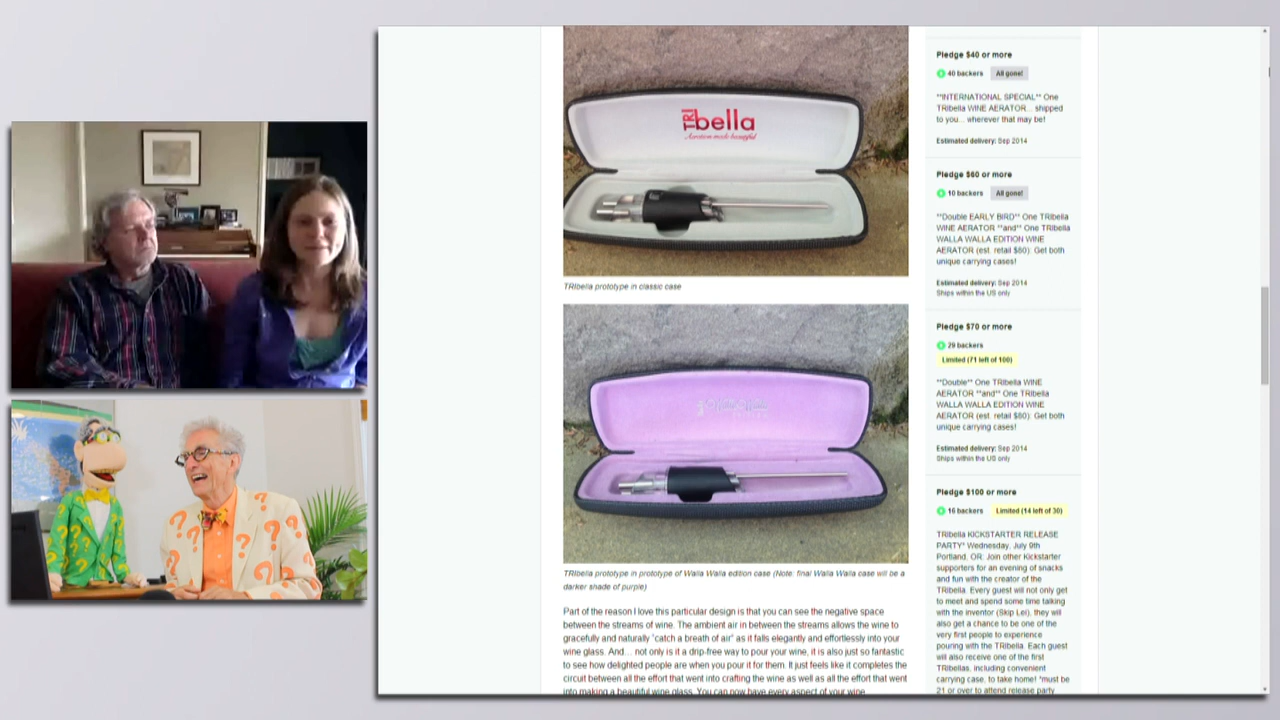 TRI bella
Aeration made beautiful
TRIbella prototype in classic case
TRIbella prototype in prototype of Walla Walla edition case (Note: final Walla Walla case will be a
darker shade of purple)
Part of the reason I love this particular design is that you can see the negative space
between the streams of wine. The ambient air in between the streams allows the wine to
gracefully and naturally "catch a breath of air" as it falls elegantly and effortlessly into your
wine glass. And... not only is it a drip-free way to pour your wine, it is also just so fantastic
to see how delighted people are when you pour it for them. It just feels like it completes the
circuit between all the effort that went into crafting the wine as well as all the effort that went
into making a beautiful wine glass. You can now have every aspect of your wine
Pledge $40 or more
40 backers All gone!
**INTERNATIONAL SPECIAL** One
TRibella WINE AERATOR... shipped
to you... wherever that may be!
Estimated delivery: Sep 2014
Pledge $60 or more
10 backers All gone!
**Double EARLY BIRD** One TRibella
WINE AERATOR **and** One TRibella
WALLA WALLA EDITION WINE
AERATOR (est. retail $80). Get both
unique carrying cases!
Estimated delivery: Sep 2014
Ships within the US only
Pledge $70 or more
29 backers
Limited (71 left of 100)
**Double** One TRibella WINE
AERATOR **and** One TRibella
WALLA WALLA EDITION WINE
AERATOR (est. retail $80). Get both
unique carrying cases!
Estimated delivery: Sep 2014
Ships within the US only
Pledge $100 or more
16 backers Limited (14 left of 30)
TRibella KICKSTARTER RELEASE
PARTY* Wednesday, July 9th
Portland, OR. Join other Kickstarter
supporters for an evening of snacks
and fun with the creator of the
TRibella. Every guest will not only get
to meet and spend some time talking
with the inventor (Skip Lei), they will
also get a chance to be one of the
very first people to experience
pouring with the TRibella. Each guest
will also receive one of the first
TRibellas, including convenient
carrying case, to take home! *must be
21 or over to attend release party